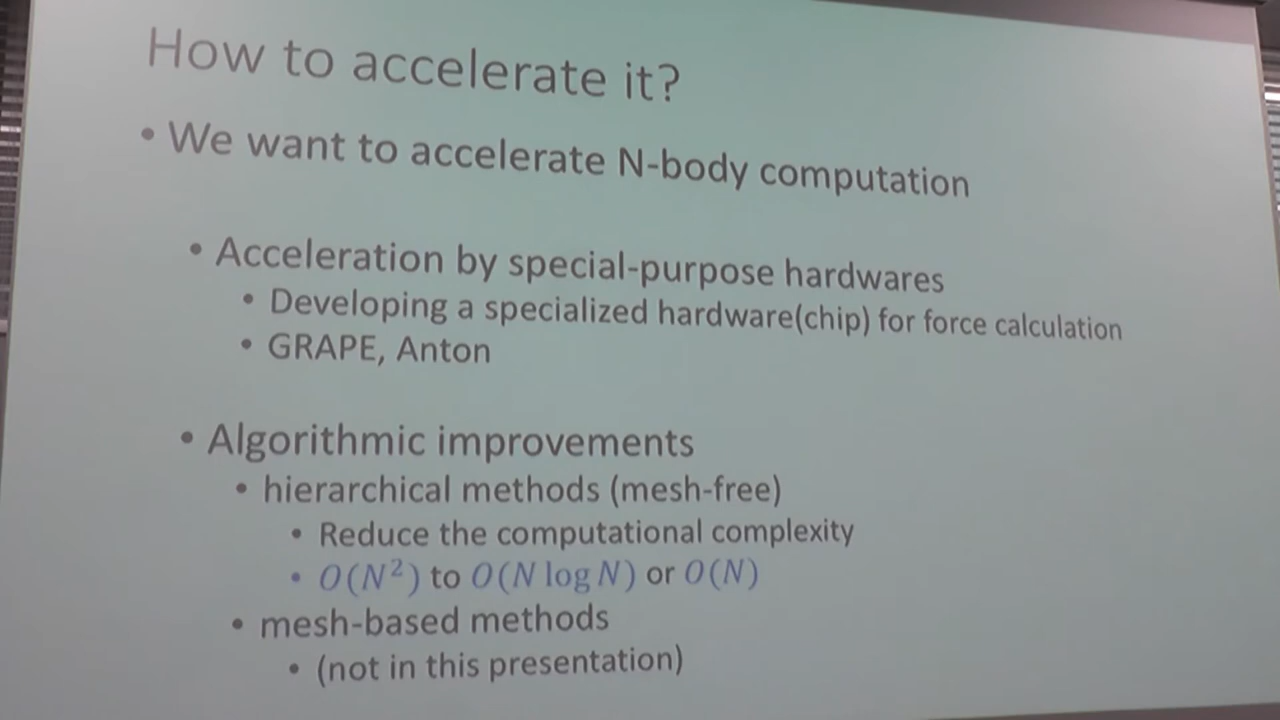 How to accelerate it?
• We want to accelerate N-body computation
• Acceleration by special-purpose hardwares
• Developing a specialized hardware(chip) for force calculation
• GRAPE, Anton
• Algorithmic improvements
• hierarchical methods (mesh-free)
• Reduce the computational complexity
• O(N²) to O(N log N) or O(N)
• mesh-based methods
• (not in this presentation)